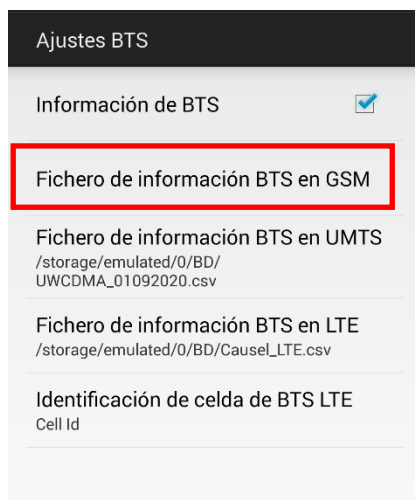 Ajustes BTS
Información de BTS
Fichero de información BTS en GSM
Fichero de información BTS en UMTS
/storage/emulated/0/BD/
UWCDMA_01092020.csv
Fichero de información BTS en LTE
/storage/emulated/0/BD/Causel_LTE.csv
Identificación de celda de BTS LTE
Cell Id